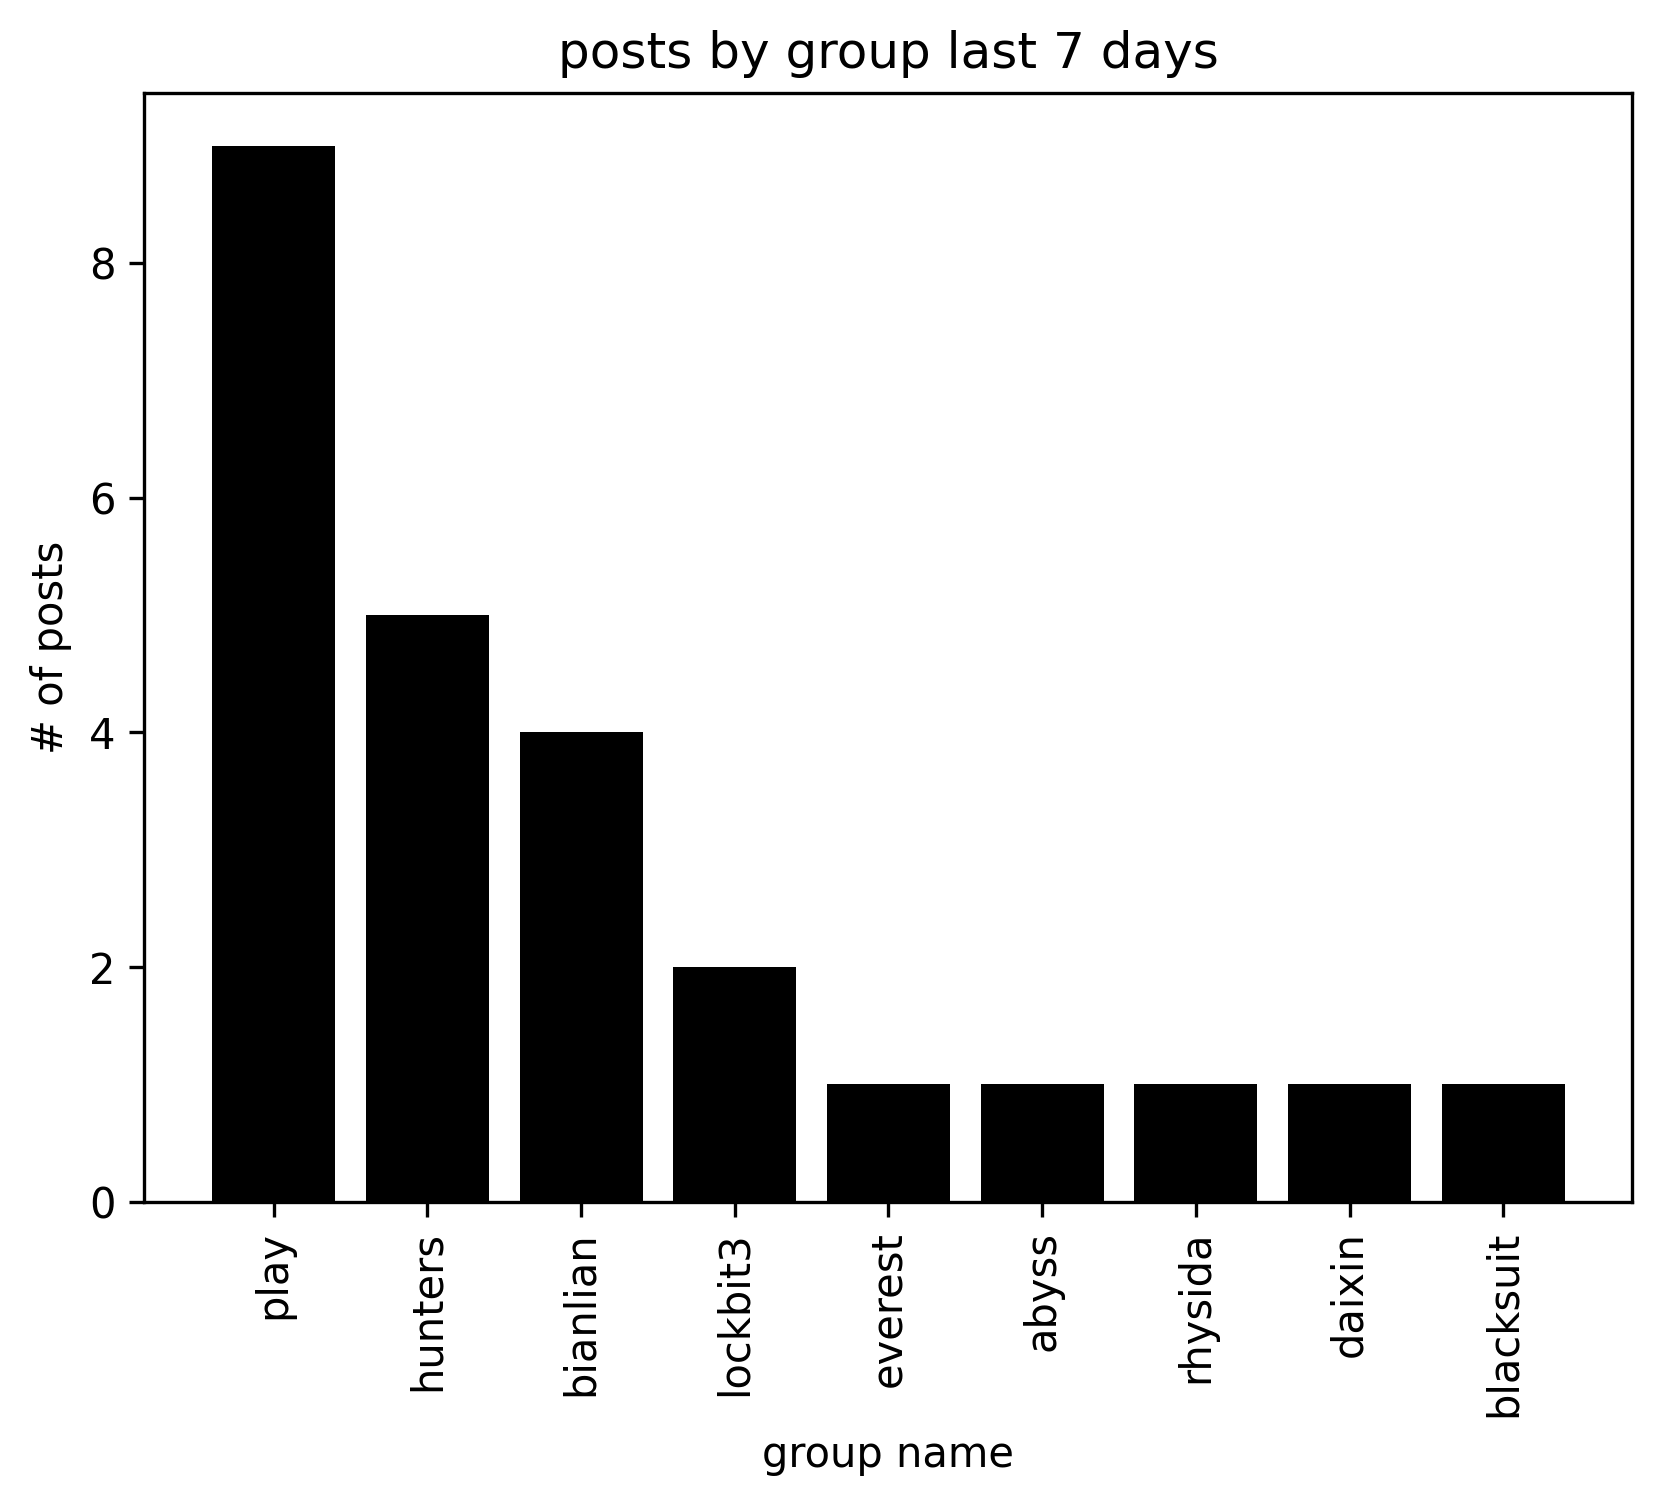 posts by group last 7 days
# of posts
8
6
4
2
0
play
hunters
bianlian
lockbit3
everest
abyss
rhysida
daixin
blacksuit
group name